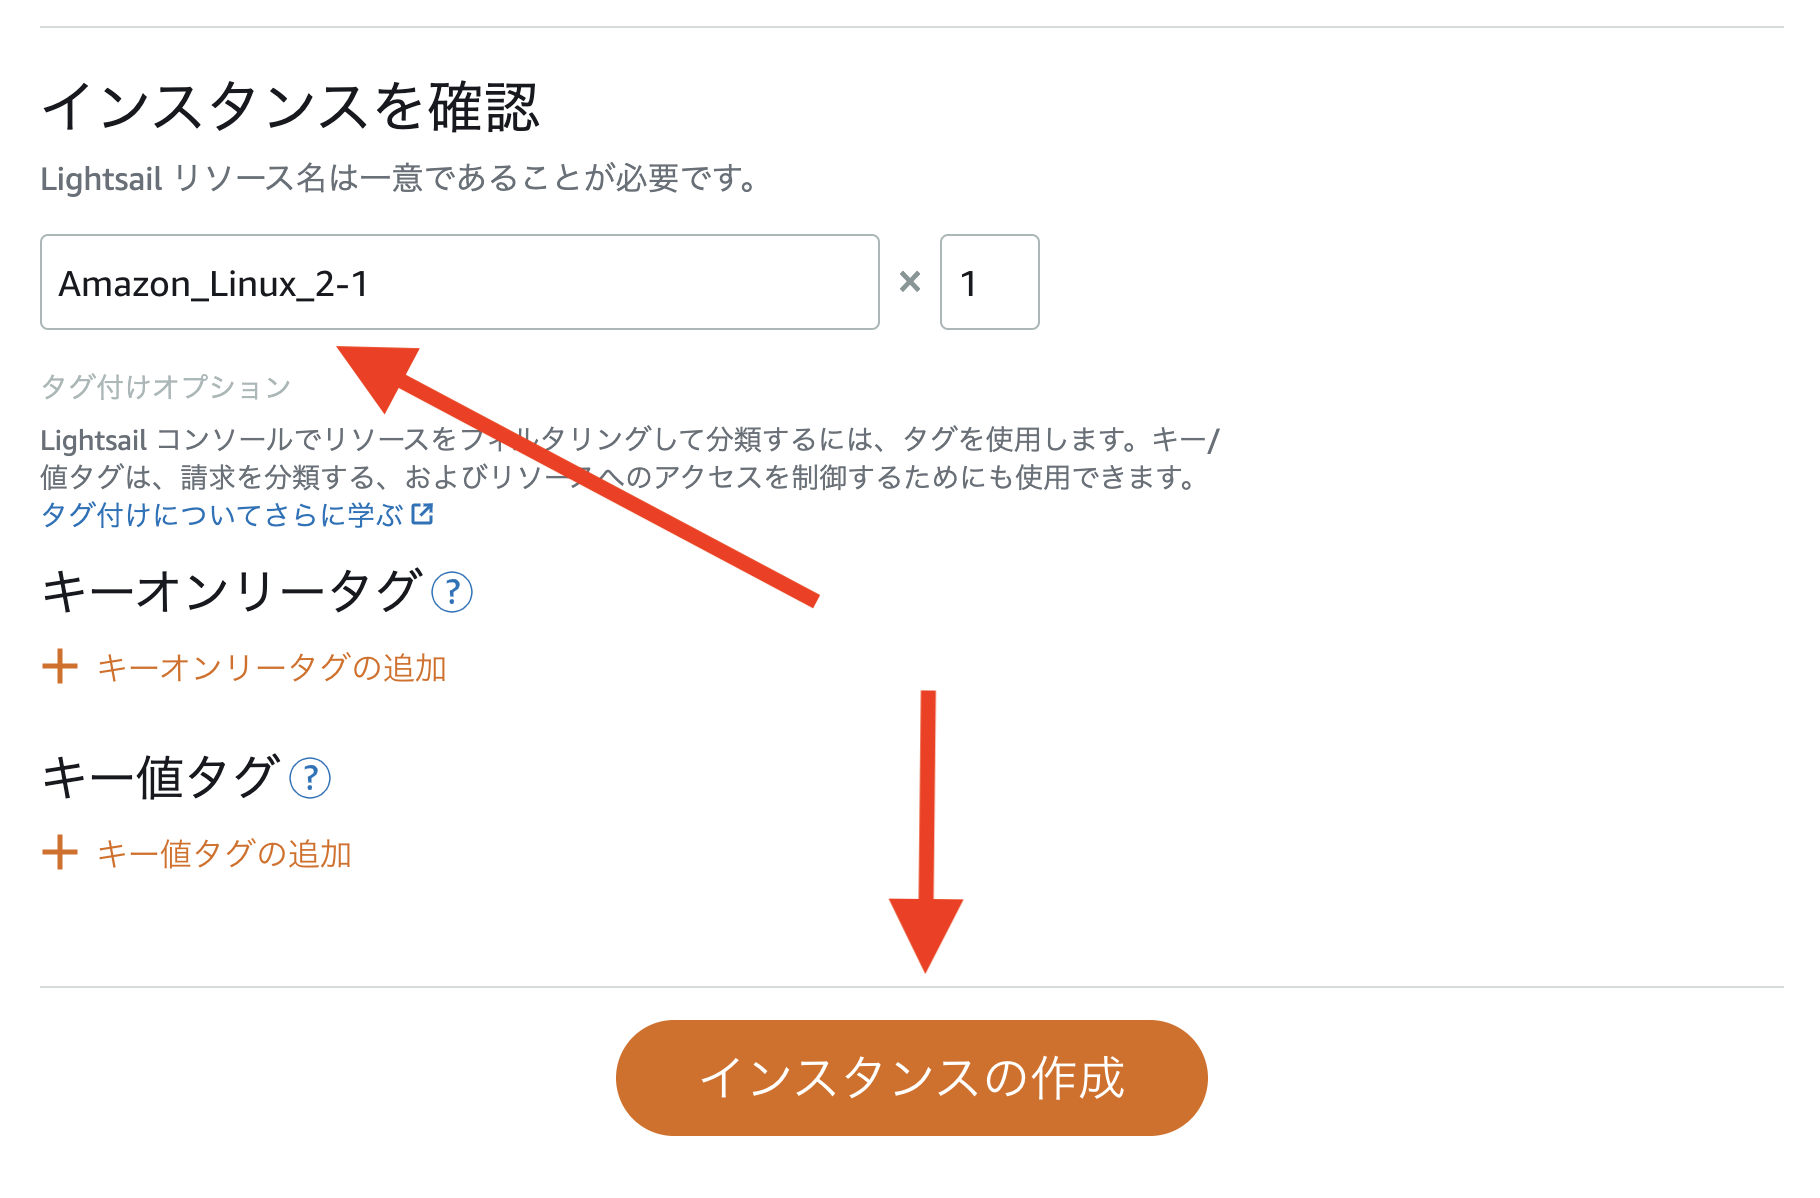 インスタンスを確認
Lightsail リソース名は一意であることが必要です。
Amazon_Linux_2-1 × 1
タグ付けオプション
Lightsail コンソールでリソースをフィルタリングして分類するには、タグを使用します。キー/
値タグは、請求を分類する、およびリソースへのアクセスを制御するためにも使用できます。
タグ付けについてさらに学ぶ
キーオンリータグ ?
+ キーオンリータグの追加
キー値タグ ?
+ キー値タグの追加
インスタンスの作成